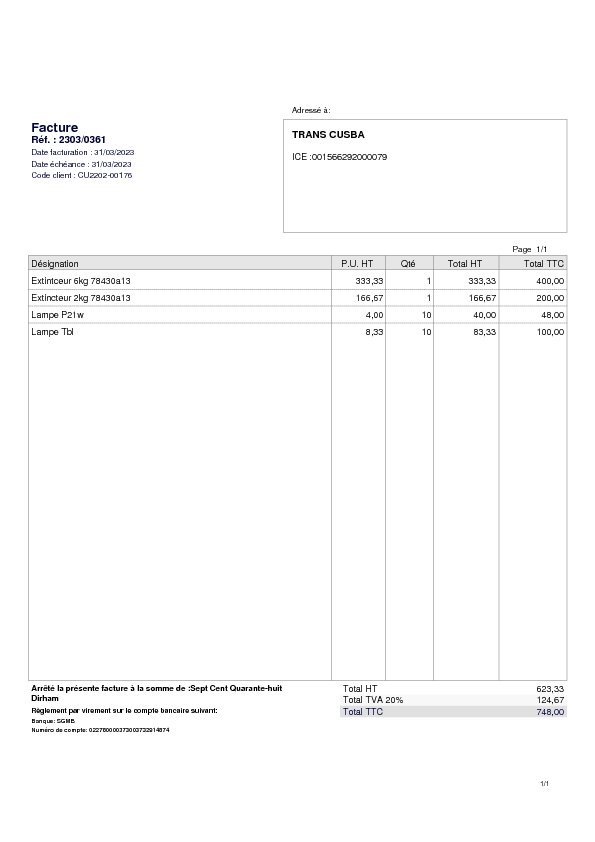 Adressé à:
Facture
Réf. : 2303/0361
Date facturation : 31/03/2023
Date échéance : 31/03/2023
Code client : CU2202-00176
TRANS CUSBA
ICE :001566292000079
Page 1/1
Désignation P.U. HT Qté Total HT Total TTC
Extintceur 6kg 78430a13 333,33 1 333,33 400,00
Extincteur 2kg 78430a13 166,67 1 166,67 200,00
Lampe P21w 4,00 10 40,00 48,00
Lampe Tbl 8,33 10 83,33 100,00
Arrêté la présente facture à la somme de :Sept Cent Quarante-huit
Dirham
Règlement par virement sur le compte bancaire suivant:
Banque: SGMB
Numéro de compte:
Total HT 623,33
Total TVA 20% 124,67
Total TTC 748,00
1/1